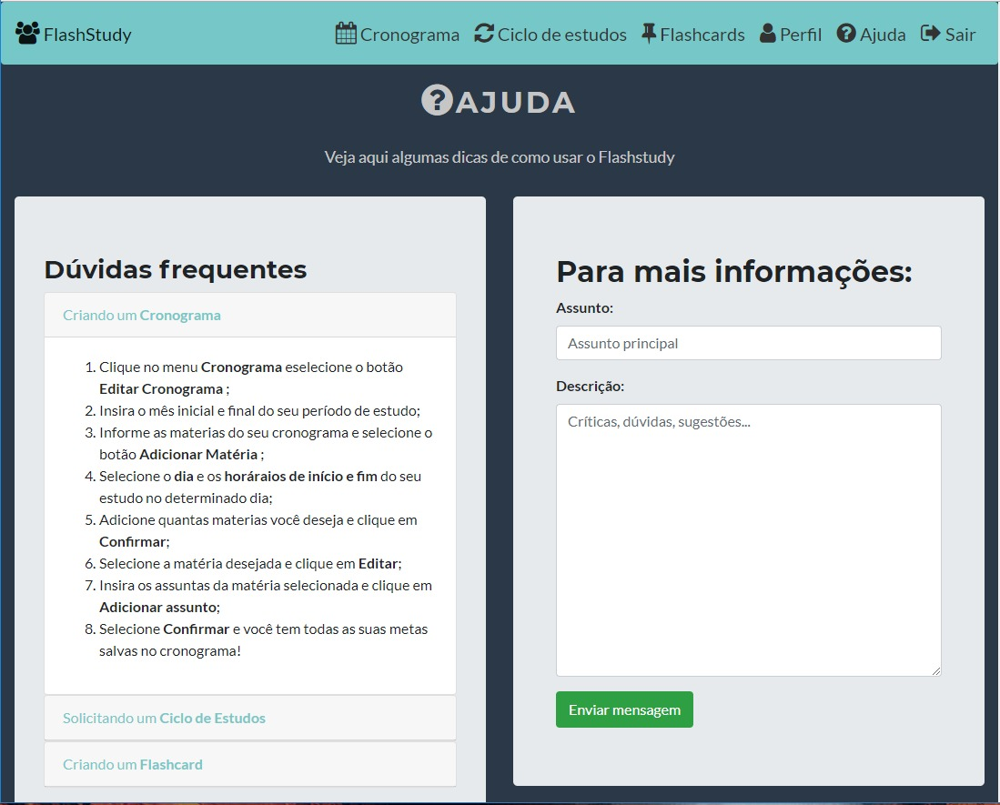 FlashStudy Cronograma Ciclo de estudos Flashcards Perfil Ajuda Sair
AJUDA
Veja aqui algumas dicas de como usar o Flashstudy
Dúvidas frequentes
Criando um Cronograma
1. Clique no menu Cronograma eselecione o botão
Editar Cronograma ;
2. Insira o mês inicial e final do seu período de estudo;
3. Informe as materias do seu cronograma e selecione o
botão Adicionar Matéria ;
4. Selecione o dia e os horáraios de início e fim do seu
estudo no determinado dia;
5. Adicione quantas materias você deseja e clique em
Confirmar;
6. Selecione a matéria desejada e clique em Editar;
7. Insira os assuntas da matéria selecionada e clique em
Adicionar assunto;
8. Selecione Confirmar e você tem todas as suas metas
salvas no cronograma!
Solicitando um Ciclo de Estudos
Criando um Flashcard
Para mais informações:
Assunto:
Assunto principal
Descrição:
Críticas, dúvidas, sugestões...
Enviar mensagem